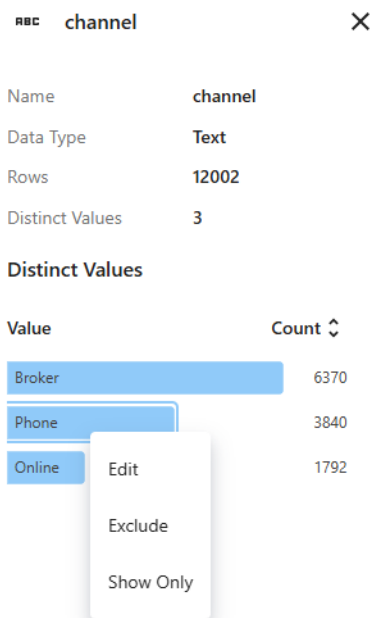 ABC channel
Name channel
Data Type Text
Rows 12002
Distinct Values 3
Distinct Values
Value Count
Broker 6370
Phone 3840
Online 1792
Edit
Exclude
Show Only